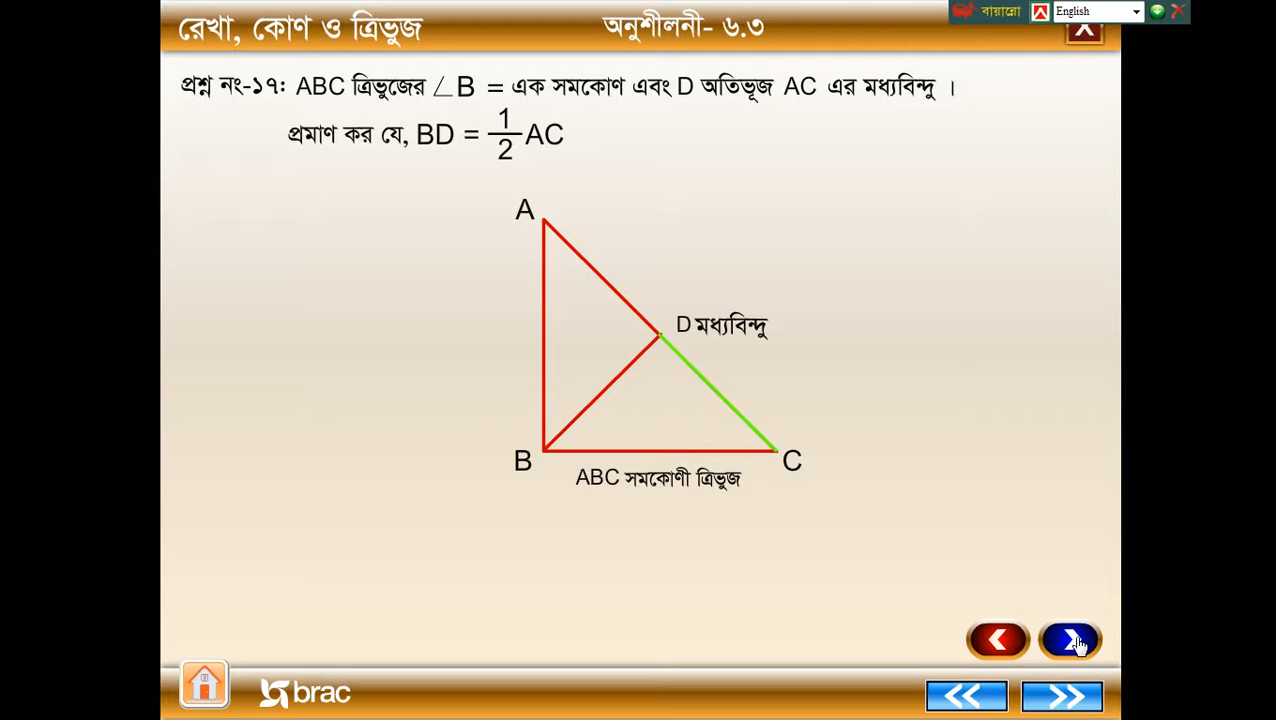 রেখা, কোণ ও ত্রিভুজ
অনুশীলনী- ৬.৩
বায়ান্নো
English
প্রশ্ন নং-১৭: ABC ত্রিভুজের ∠B = এক সমকোণ এবং D অতিভূজ AC এর মধ্যবিন্দু ।
প্রমাণ কর যে, BD = 1/2 AC
A
D মধ্যবিন্দু
B
C
ABC সমকোণী ত্রিভুজ
brac